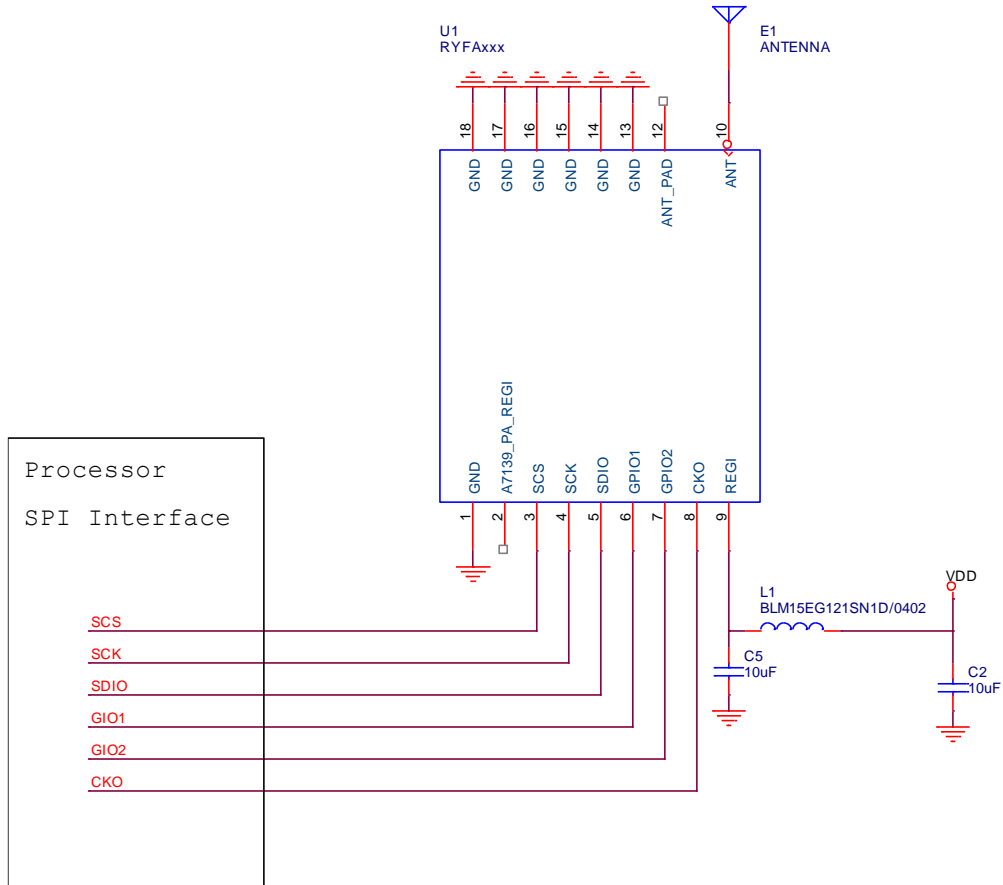 U1
RYFAxxx
E1
ANTENNA
18
17
16
15
14
13
12
10
GND
GND
GND
GND
GND
GND
ANT_PAD
ANT
GND
A7139_PA_REGI
SCS
SCK
SDIO
GPIO1
GPIO2
CKO
REGI
1
2
3
4
5
6
7
8
9
Processor
SPI Interface
SCS
SCK
SDIO
GIO1
GIO2
CKO
L1
BLM15EG121SN1D/0402
VDD
C5
10uF
C2
10uF